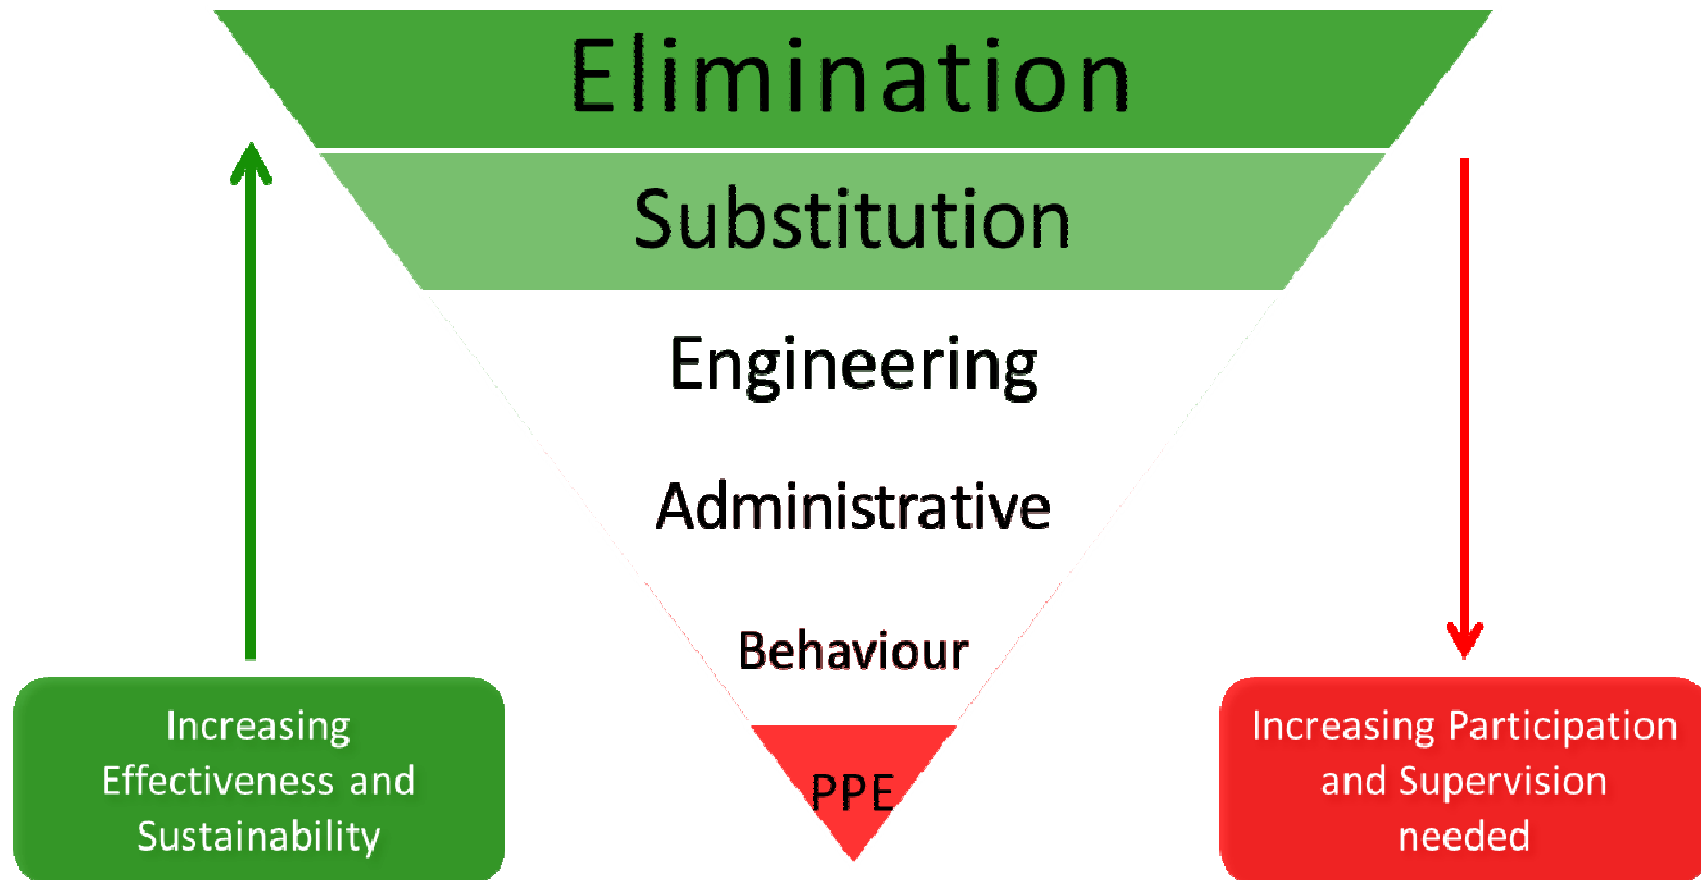 Elimination
Substitution
Engineering
Administrative
Behaviour
PPE
Increasing
Effectiveness and
Sustainability
Increasing Participation
and Supervision
needed